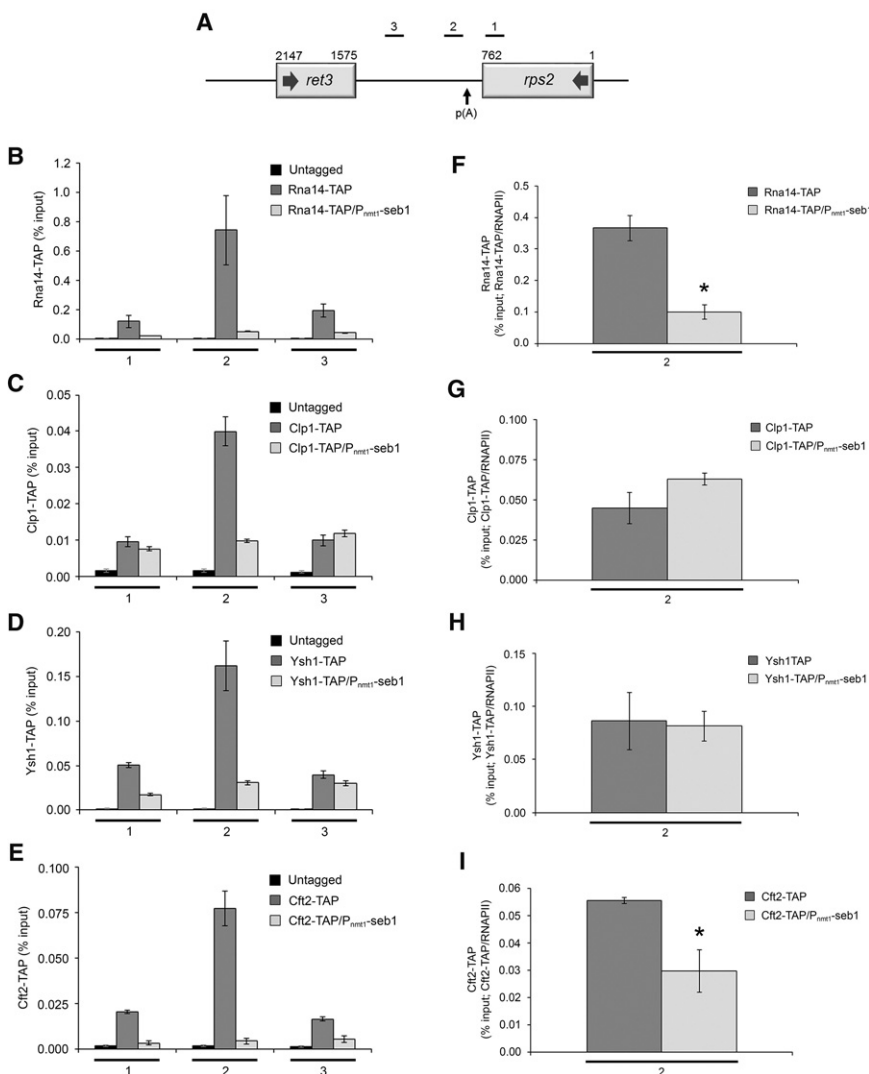 A
3
2
1
2147
1575
762
1
ret3
rps2
p(A)
B
Rna14-TAP (% input)
1.2
1.0
0.8
0.6
0.4
0.2
0.0
Untagged
Rna14-TAP
Rna14-TAP/Pnmt1-seb1
1
2
3
C
Clp1-TAP (% input)
0.05
0.04
0.03
0.02
0.01
0.00
Untagged
Clp1-TAP
Clp1-TAP/Pnmt1-seb1
1
2
3
D
Ysh1-TAP (% input)
0.20
0.15
0.10
0.05
0.00
Untagged
Ysh1-TAP
Ysh1-TAP/Pnmt1-seb1
1
2
3
E
Cft2-TAP (% input)
0.100
0.075
0.050
0.025
0.000
Untagged
Cft2-TAP
Cft2-TAP/Pnmt1-seb1
1
2
3
F
Rna14-TAP
(% input; Rna14-TAP/RNAPII)
0.5
0.4
0.3
0.2
0.1
0.0
Rna14-TAP
Rna14-TAP/Pnmt1-seb1
*
2
G
Clp1-TAP
(% input; Clp1-TAP/RNAPII)
0.100
0.075
0.050
0.025
0.000
Clp1-TAP
Clp1-TAP/Pnmt1-seb1
2
H
Ysh1-TAP
(% input; Ysh1-TAP/RNAPII)
0.20
0.15
0.10
0.05
0.00
Ysh1TAP
Ysh1-TAP/Pnmt1-seb1
2
I
Cft2-TAP
(% input; Cft2-TAP/RNAPII)
0.06
0.05
0.04
0.03
0.02
0.01
0.00
Cft2-TAP
Cft2-TAP/Pnmt1-seb1
*
2